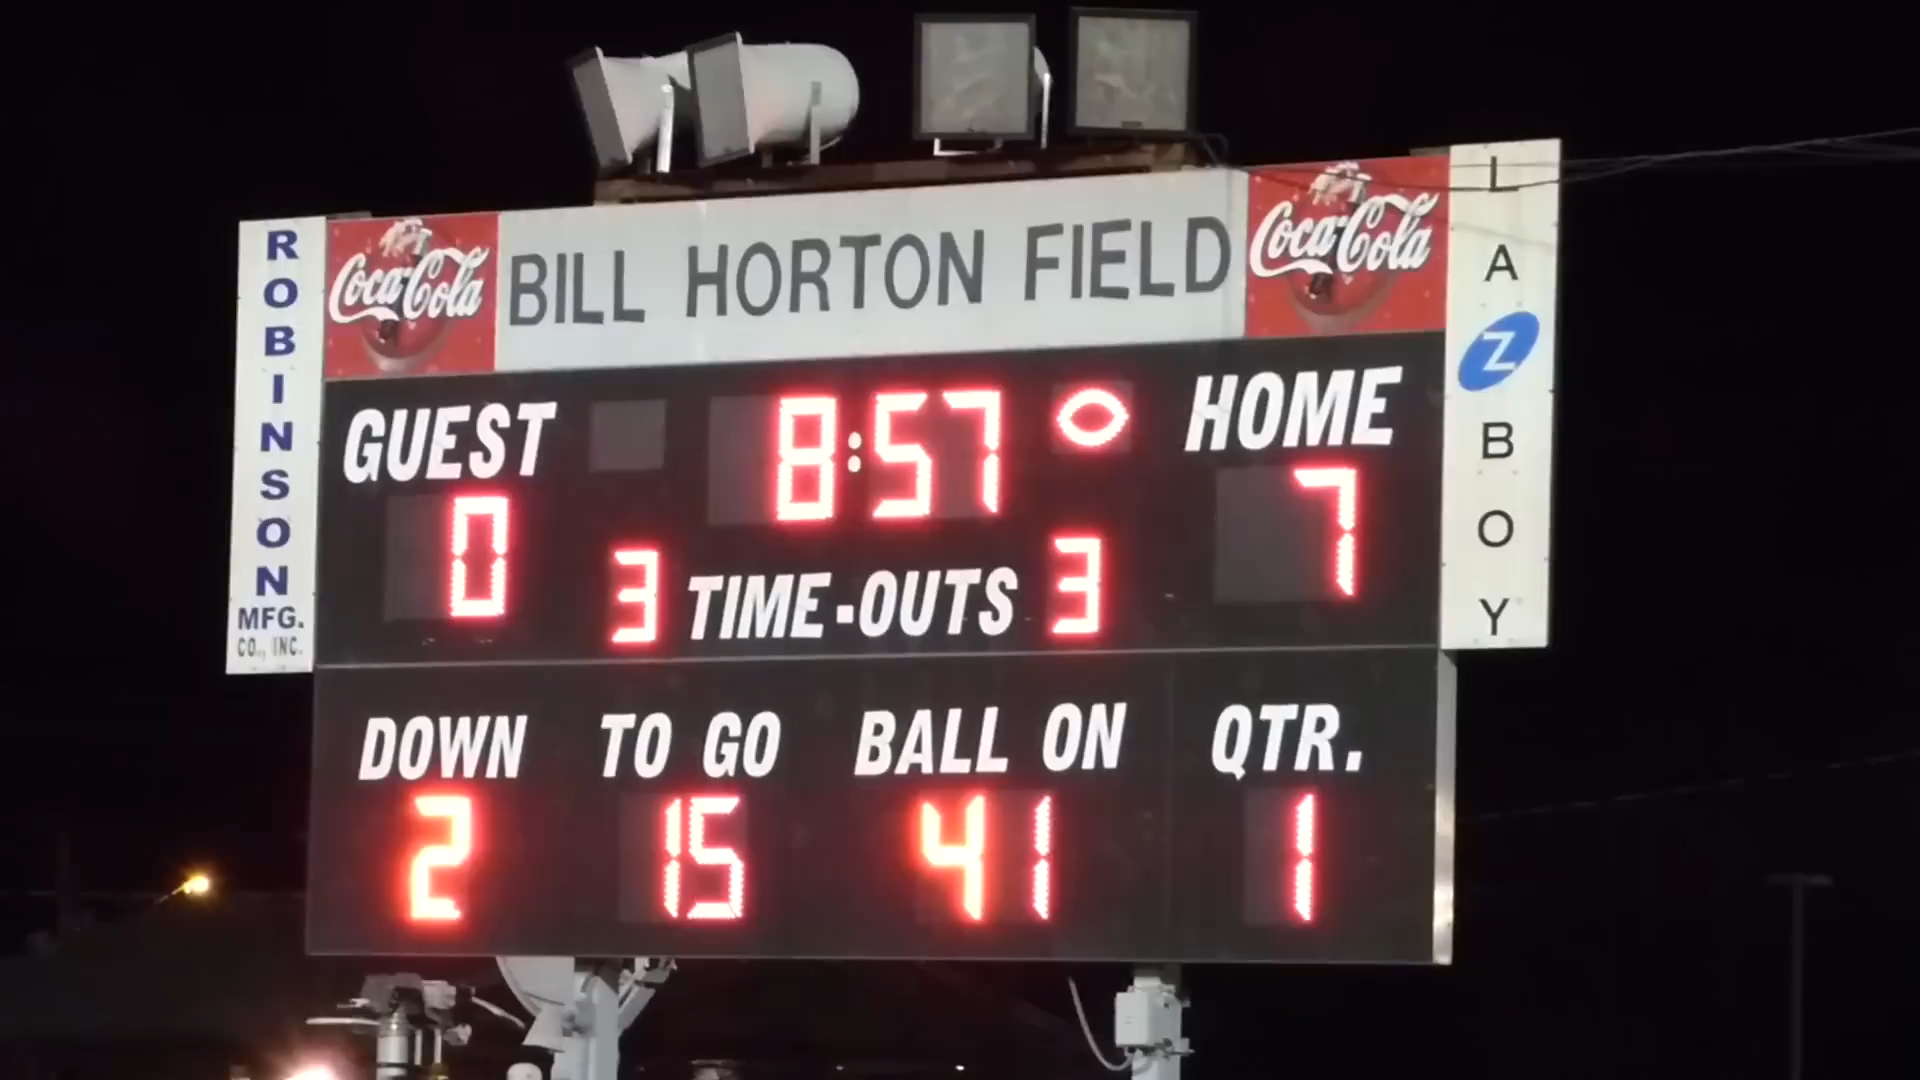 ROBINSON
MFG.
CO., INC.
Coca-Cola
BILL HORTON FIELD
Coca-Cola
LAZBOY
GUEST
8:57
HOME
0
7
3
TIME-OUTS
3
DOWN
TO GO
BALL ON
QTR.
2
15
41
1